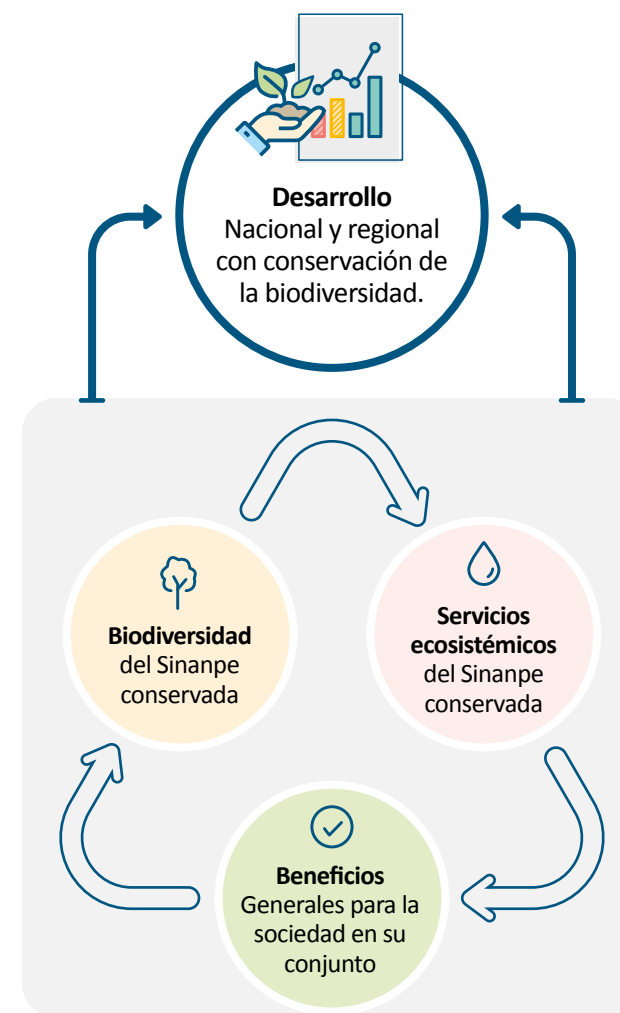 Desarrollo
Nacional y regional
con conservación de
la biodiversidad.
Biodiversidad
del Sinanpe
conservada
Servicios
ecosistémicos
del Sinanpe
conservada
Beneficios
Generales para la
sociedad en su
conjunto